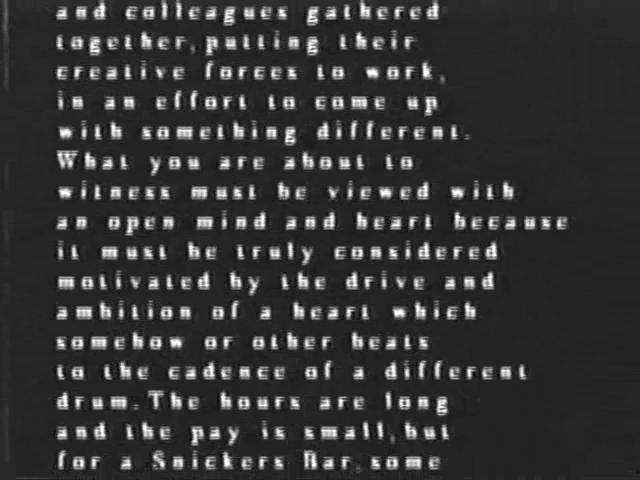 and colleagues gathered
together, putting their
creative forces to work,
in an effort to come up
with something different.
What you are about to
witness must be viewed with
an open mind and heart because
it must be truly considered
motivated by the drive and
ambition of a heart which
somehow or other beats
to the cadence of a different
drum. The hours are long
and the pay is small, but
for a Snickers Bar, some